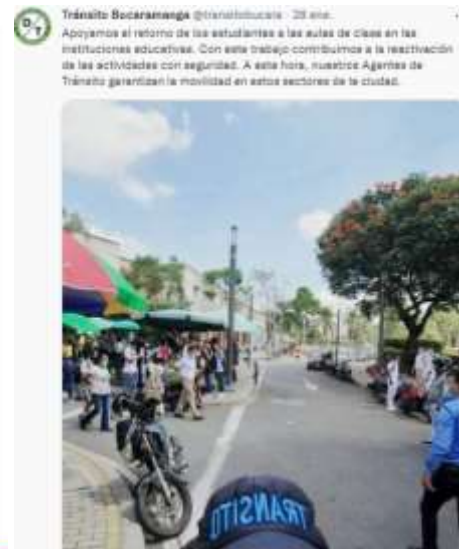 Tránsito Bucaramanga @transitobucara · 28 ene.
Apoyamos el retorno de los estudiantes a las aulas de clase en las
instituciones educativas. Con este trabajo contribuimos a la reactivación
de las actividades con seguridad. A esta hora, nuestros Agentes de
Tránsito garantizan la movilidad en estos sectores de la ciudad.
TRANSITO